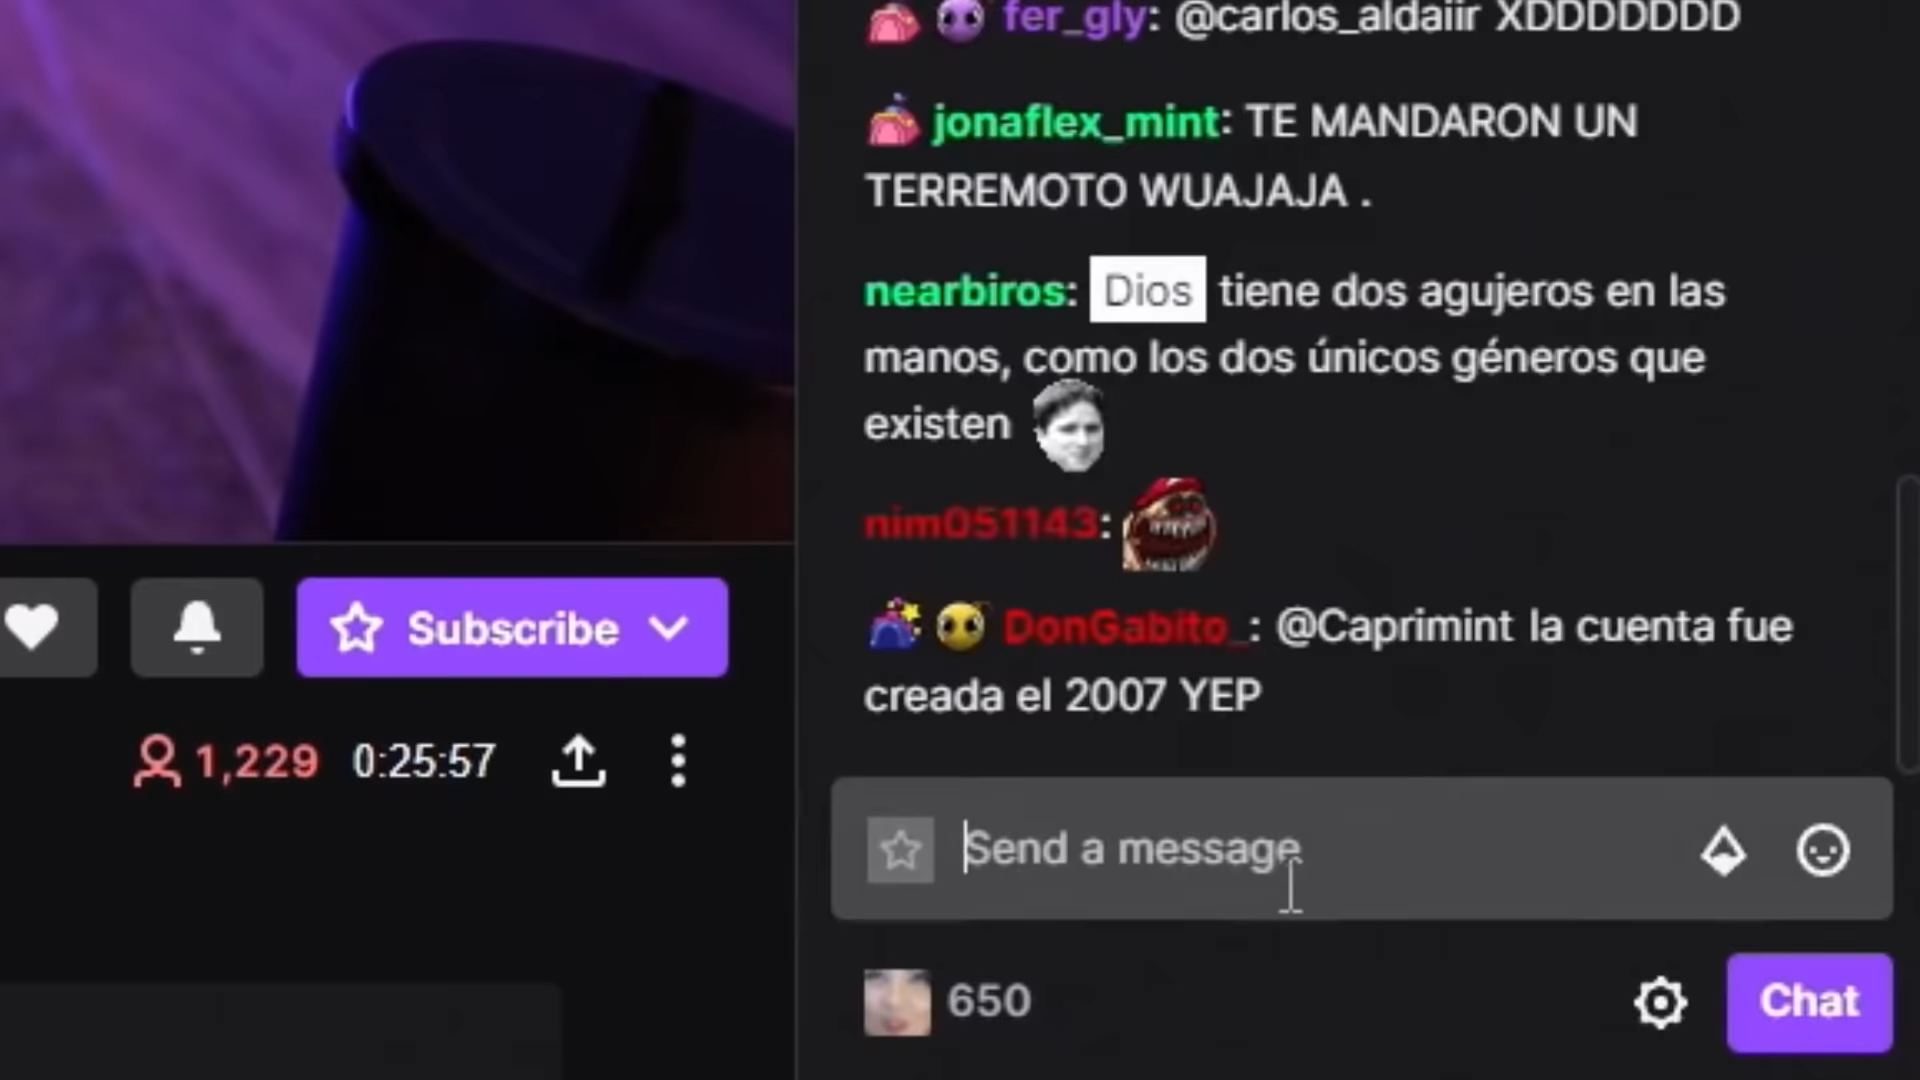 fer_gly: @carlos_aldaiir XDDDDDDD
jonaflex_mint: TE MANDARON UN
TERREMOTO WUAJAJA .
nearbiros: Dios tiene dos agujeros en las
manos, como los dos únicos géneros que
existen
nim051143:
DonGabito_: @Caprimint la cuenta fue
creada el 2007 YEP
Subscribe
1,229 0:25:57
Send a message
650
Chat